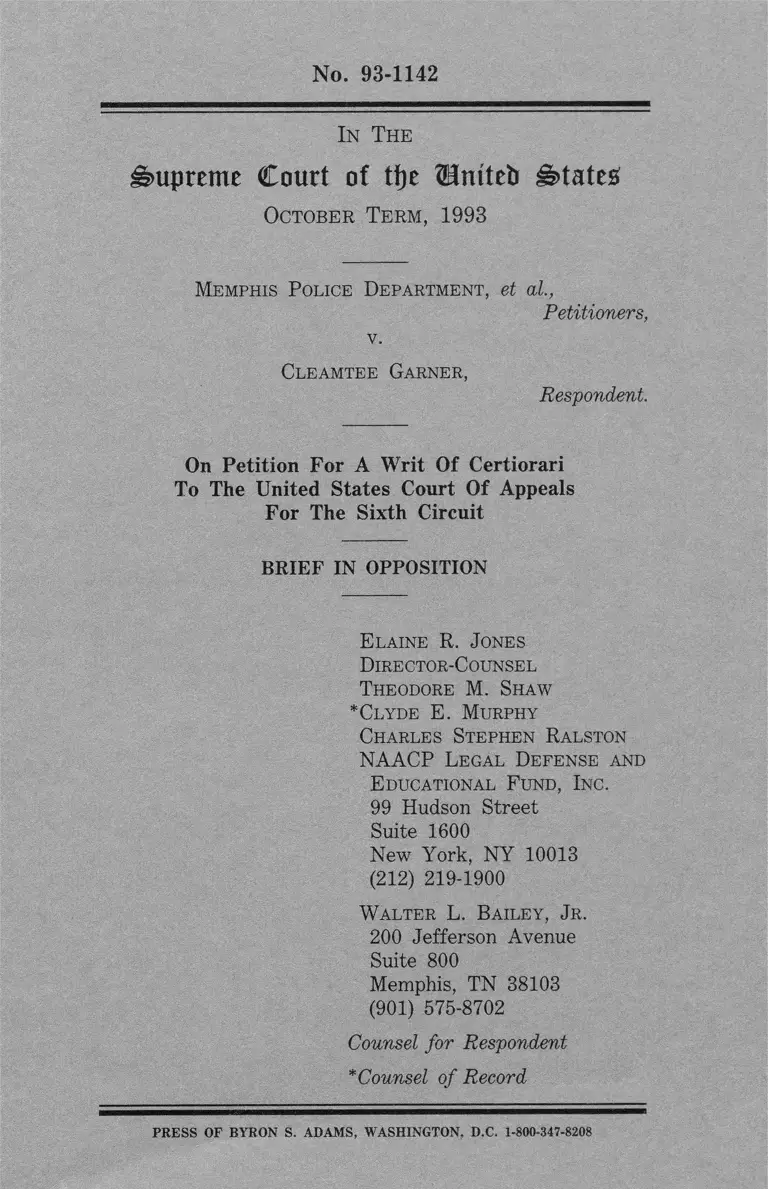 No. 93-1142
IN THE
Supreme Court of the United States
OCTOBER TERM, 1993
MEMPHIS POLICE DEPARTMENT, et al.,
Petitioners,
v.
CLEAMTEE GARNER,
Respondent.
On Petition For A Writ Of Certiorari
To The United States Court Of Appeals
For The Sixth Circuit
BRIEF IN OPPOSITION
ELAINE R. JONES
DIRECTOR-COUNSEL
THEODORE M. SHAW
*CLYDE E. MURPHY
CHARLES STEPHEN RALSTON
NAACP LEGAL DEFENSE AND
EDUCATIONAL FUND, INC.
99 Hudson Street
Suite 1600
New York, NY 10013
(212) 219-1900
WALTER L. BAILEY, JR.
200 Jefferson Avenue
Suite 800
Memphis, TN 38103
(901) 575-8702
Counsel for Respondent
*Counsel of Record
PRESS OF BYRON S. ADAMS, WASHINGTON, D.C. 1-800-347-8208